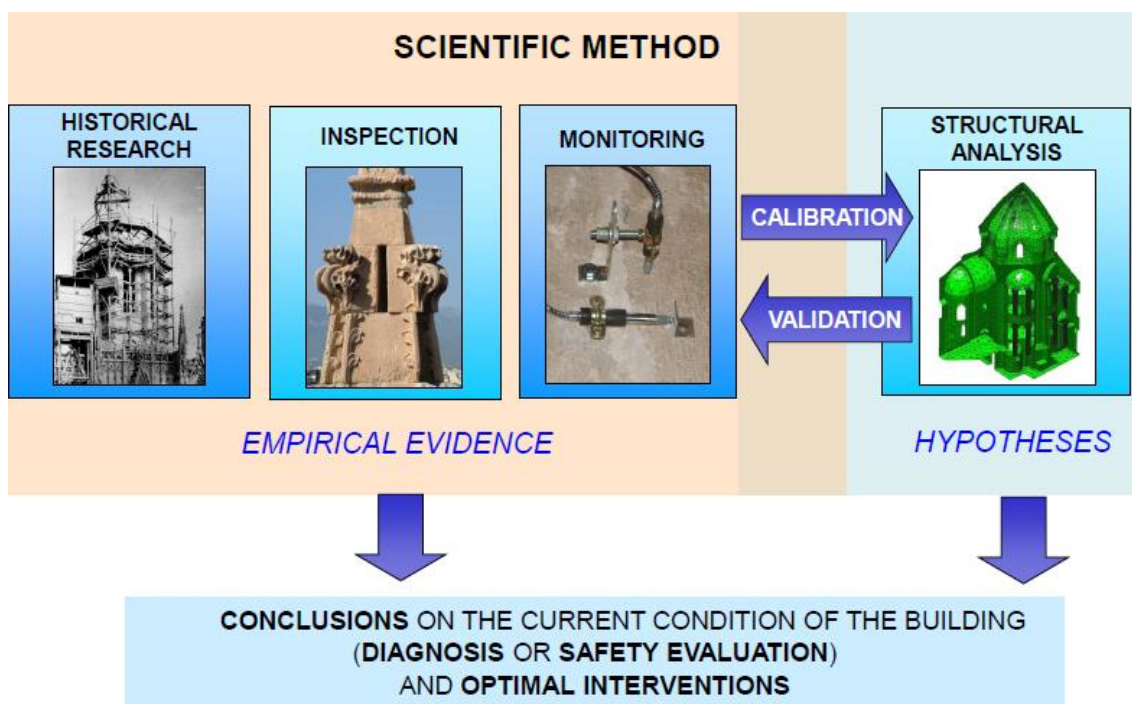 SCIENTIFIC METHOD
HISTORICAL
RESEARCH
INSPECTION
MONITORING
STRUCTURAL
ANALYSIS
CALIBRATION
VALIDATION
EMPIRICAL EVIDENCE
HYPOTHESES
CONCLUSIONS ON THE CURRENT CONDITION OF THE BUILDING
(DIAGNOSIS OR SAFETY EVALUATION)
AND OPTIMAL INTERVENTIONS